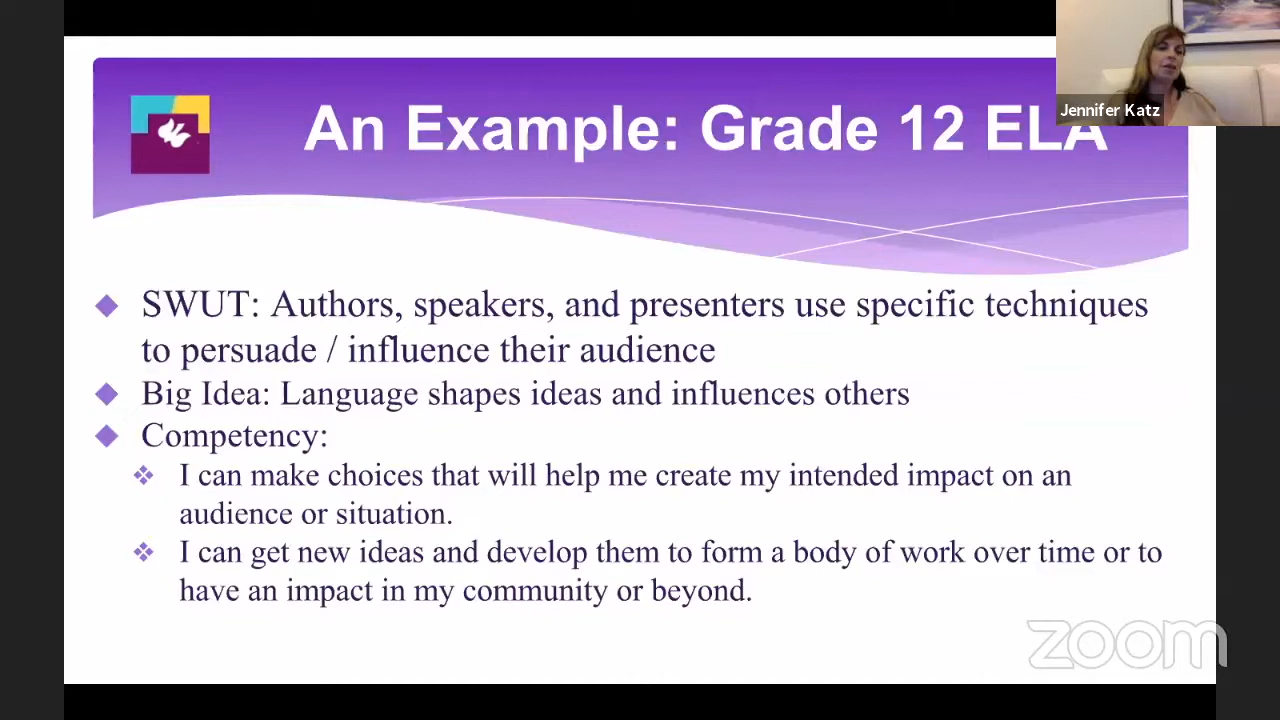 Jennifer Katz
An Example: Grade 12 ELA
SWUT: Authors, speakers, and presenters use specific techniques
to persuade / influence their audience
Big Idea: Language shapes ideas and influences others
Competency:
I can make choices that will help me create my intended impact on an
audience or situation.
I can get new ideas and develop them to form a body of work over time or to
have an impact in my community or beyond.
zoom